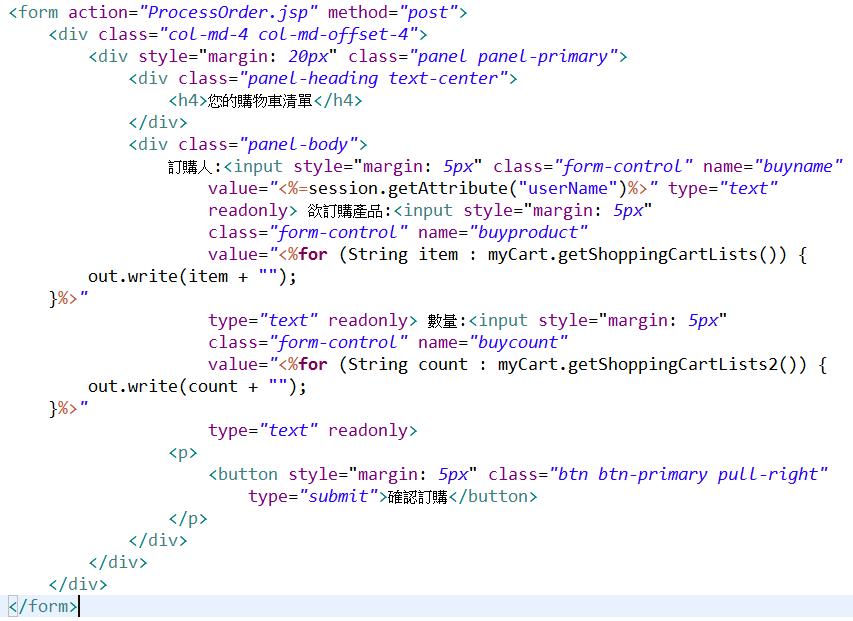 <form action="ProcessOrder.jsp" method="post">
<div class="col-md-4 col-md-offset-4">
<div style="margin: 20px" class="panel panel-primary">
<div class="panel-heading text-center">
<h4>您的購物車清單</h4>
</div>
<div class="panel-body">
訂購人:<input style="margin: 5px" class="form-control" name="buyname"
value="<%=session.getAttribute("userName")%>" type="text"
readonly> 欲訂購產品:<input style="margin: 5px"
class="form-control" name="buyproduct"
value="<%for (String item : myCart.getShoppingCartLists()) {
out.write(item + "");
}%>"
type="text" readonly> 數量:<input style="margin: 5px"
class="form-control" name="buycount"
value="<%for (String count : myCart.getShoppingCartLists2()) {
out.write(count + "");
}%>"
type="text" readonly>
<p>
<button style="margin: 5px" class="btn btn-primary pull-right"
type="submit">確認訂購</button>
</p>
</div>
</div>
</div>
</form>